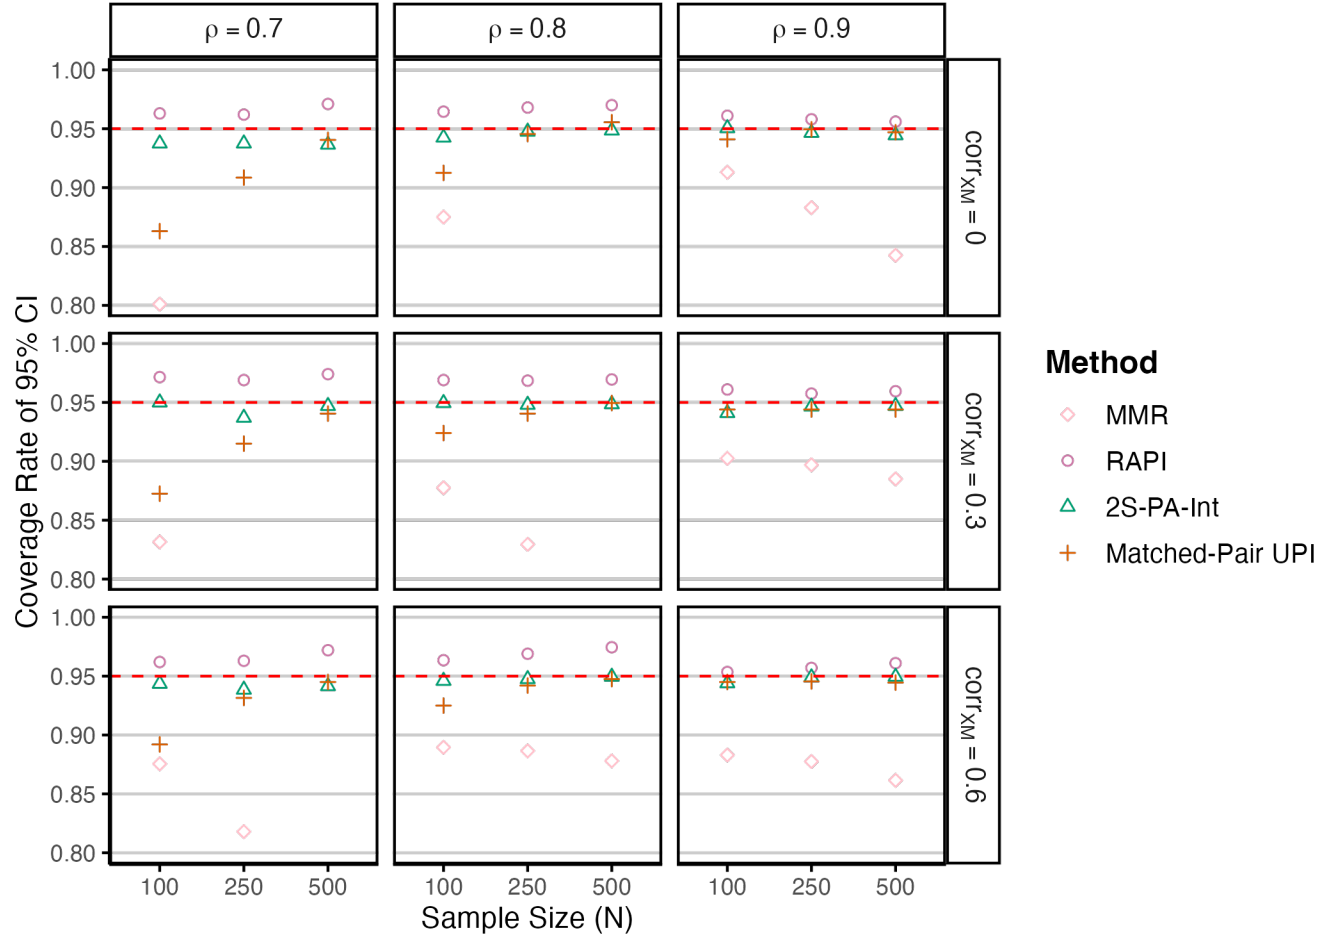 ρ = 0.7
ρ = 0.8
ρ = 0.9
Coverage Rate of 95% CI
1.00
0.95
0.90
0.85
0.80
corrXM = 0
1.00
0.95
0.90
0.85
0.80
corrXM = 0.3
1.00
0.95
0.90
0.85
0.80
corrXM = 0.6
100 250 500
100 250 500
100 250 500
Sample Size (N)
Method
MMR
RAPI
2S-PA-Int
Matched-Pair UPI